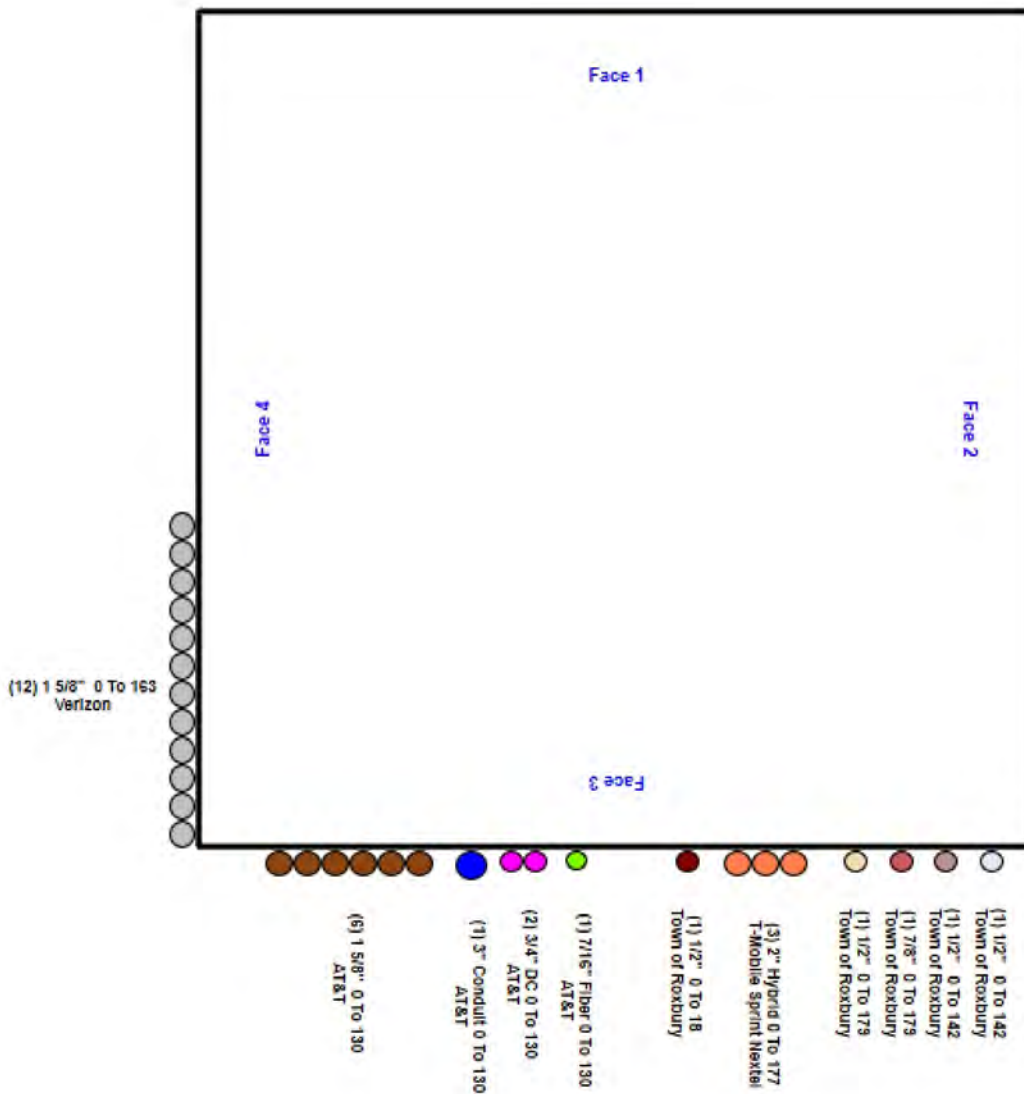 Face 1
Face 4
Face 2
(12) 1 5/8" 0 To 163
Verizon
Face 3
(6) 1 5/8" 0 To 130
AT&T
(1) 3" Conduit 0 To 130
AT&T
(2) 3/4" DC 0 To 130
AT&T
(1) 7/16" Fiber 0 To 130
AT&T
(1) 1/2" 0 To 18
Town of Roxbury
(3) 2" Hybrid 0 To 177
T-Mobile Sprint Nextel
(1) 1/2" 0 To 179
Town of Roxbury
(1) 7/8" 0 To 179
Town of Roxbury
(1) 1/2" 0 To 142
Town of Roxbury
(1) 1/2" 0 To 142
Town of Roxbury